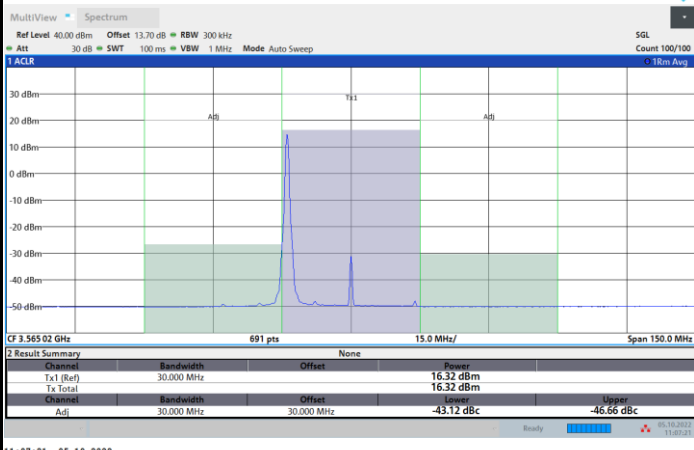 MultiView Spectrum
Ref Level 40.00 dBm Offset 13.70 dB RBW 300 kHz SGL
Att 30 dB SWT 100 ms VBW 1 MHz Mode Auto Sweep Count 100/100
1 ACLR 1Rm Avg
30 dBm
Tx1
20 dBm
Adj Adj
10 dBm
0 dBm
-10 dBm
-20 dBm
-30 dBm
-40 dBm
-50 dBm
CF 3.565 02 GHz 691 pts 15.0 MHz/ Span 150.0 MHz
2 Result Summary None
Channel Bandwidth Offset Power
Tx1 (Ref) 30.000 MHz 16.32 dBm
Tx Total 16.32 dBm
Channel Bandwidth Offset Lower Upper
Adj 30.000 MHz 30.000 MHz -43.12 dBc -46.66 dBc
Ready 05.10.2022
11:07:21